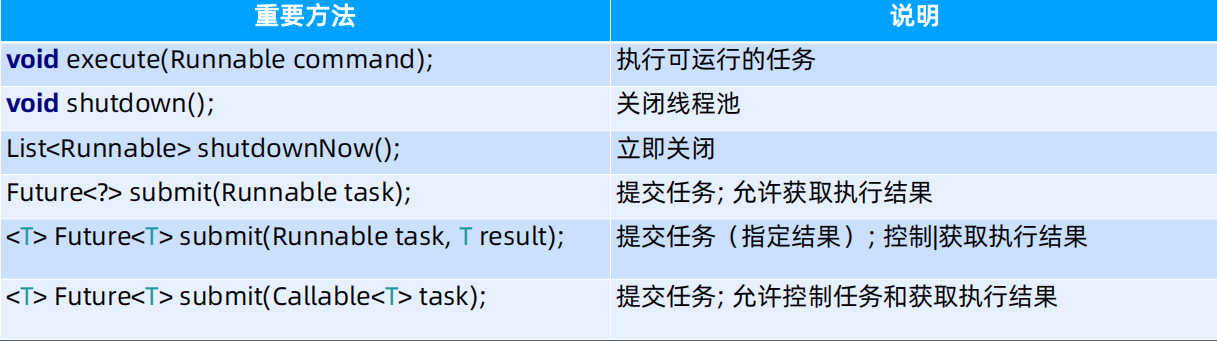 重要方法 说明
void execute(Runnable command); 执行可运行的任务
void shutdown(); 关闭线程池
List<Runnable> shutdownNow(); 立即关闭
Future<?> submit(Runnable task); 提交任务; 允许获取执行结果
<T> Future<T> submit(Runnable task, T result); 提交任务（指定结果）; 控制|获取执行结果
<T> Future<T> submit(Callable<T> task); 提交任务; 允许控制任务和获取执行结果